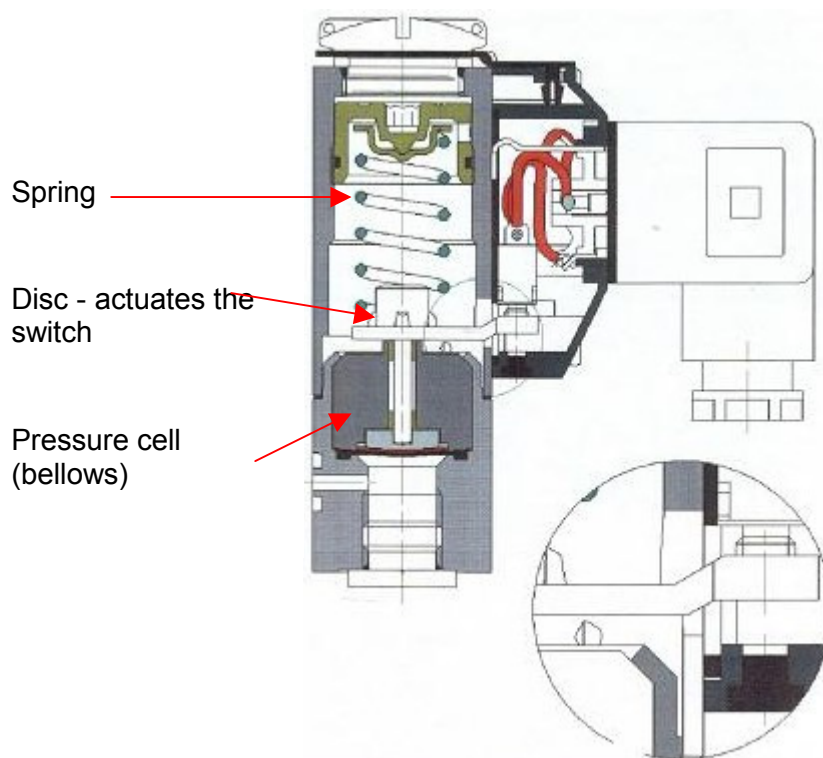 Spring
Disc - actuates the
switch
Pressure cell
(bellows)